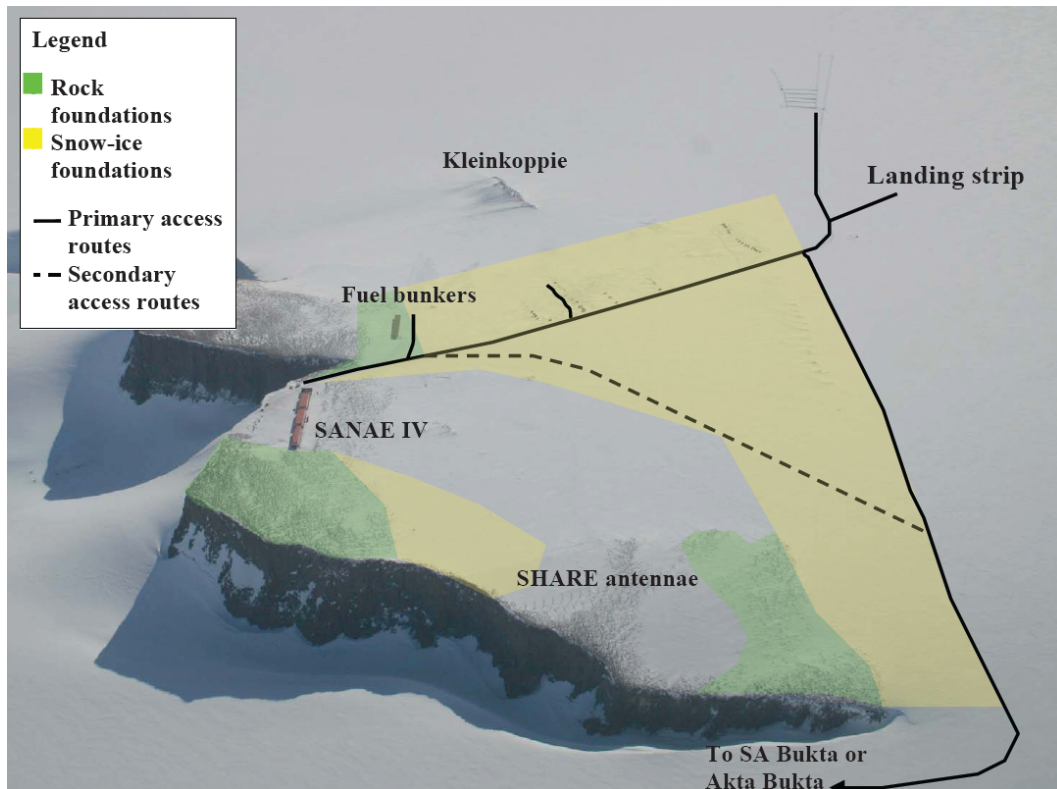 Legend
Rock
foundations
Snow-ice
foundations
Primary access
routes
Secondary
access routes
Kleinkoppie
Landing strip
Fuel bunkers
SANAE IV
SHARE antennae
To SA Bukta or
Akta Bukta